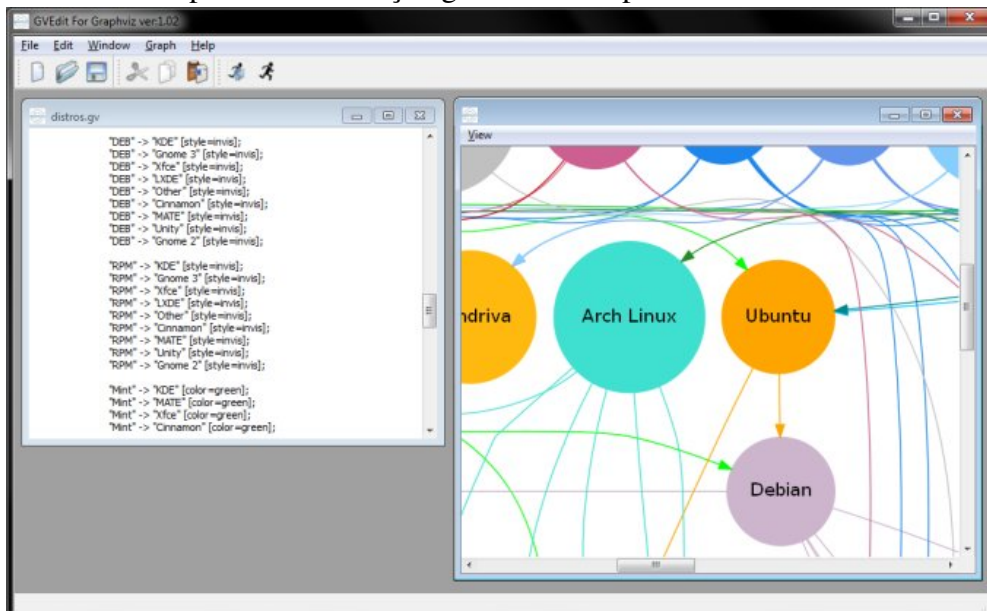 GVEdit For Graphviz ver:1.02
File Edit Window Graph Help
distros.gv
"DEB" -> "KDE" [style=invis];
"DEB" -> "Gnome 3" [style=invis];
"DEB" -> "Xfce" [style=invis];
"DEB" -> "LXDE" [style=invis];
"DEB" -> "Other" [style=invis];
"DEB" -> "Cinnamon" [style=invis];
"DEB" -> "MATE" [style=invis];
"DEB" -> "Unity" [style=invis];
"DEB" -> "Gnome 2" [style=invis];
"RPM" -> "KDE" [style=invis];
"RPM" -> "Gnome 3" [style=invis];
"RPM" -> "Xfce" [style=invis];
"RPM" -> "LXDE" [style=invis];
"RPM" -> "Other" [style=invis];
"RPM" -> "Cinnamon" [style=invis];
"RPM" -> "MATE" [style=invis];
"RPM" -> "Unity" [style=invis];
"RPM" -> "Gnome 2" [style=invis];
"Mint" -> "KDE" [color=green];
"Mint" -> "MATE" [color=green];
"Mint" -> "Xfce" [color=green];
"Mint" -> "Cinnamon" [color=green];
View
ndriva
Arch Linux
Ubuntu
Debian